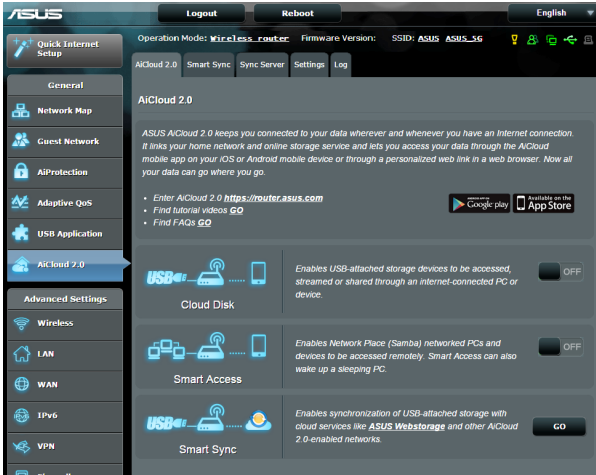 ASUS
Logout
Reboot
English
Quick Internet
Setup
Operation Mode: Wireless router Firmware Version: SSID: ASUS ASUS_5G
AiCloud 2.0 Smart Sync Sync Server Settings Log
General
Network Map
Guest Network
AiProtection
Adaptive QoS
USB Application
AiCloud 2.0
Advanced Settings
Wireless
LAN
WAN
IPv6
VPN
AiCloud 2.0
ASUS AiCloud 2.0 keeps you connected to your data wherever and whenever you have an Internet connection.
It links your home network and online storage service and lets you access your data through the AiCloud
mobile app on your iOS or Android mobile device or through a personalized web link in a web browser. Now all
your data can go where you go.
• Enter AiCloud 2.0 https://router.asus.com
• Find tutorial videos GO
• Find FAQs GO
Google play
Available on the
App Store
USB
Cloud Disk
Enables USB-attached storage devices to be accessed,
streamed or shared through an internet-connected PC or
device.
OFF
Smart Access
Enables Network Place (Samba) networked PCs and
devices to be accessed remotely. Smart Access can also
wake up a sleeping PC.
OFF
USB
Smart Sync
Enables synchronization of USB-attached storage with
cloud services like ASUS Webstorage and other AiCloud
2.0-enabled networks.
GO